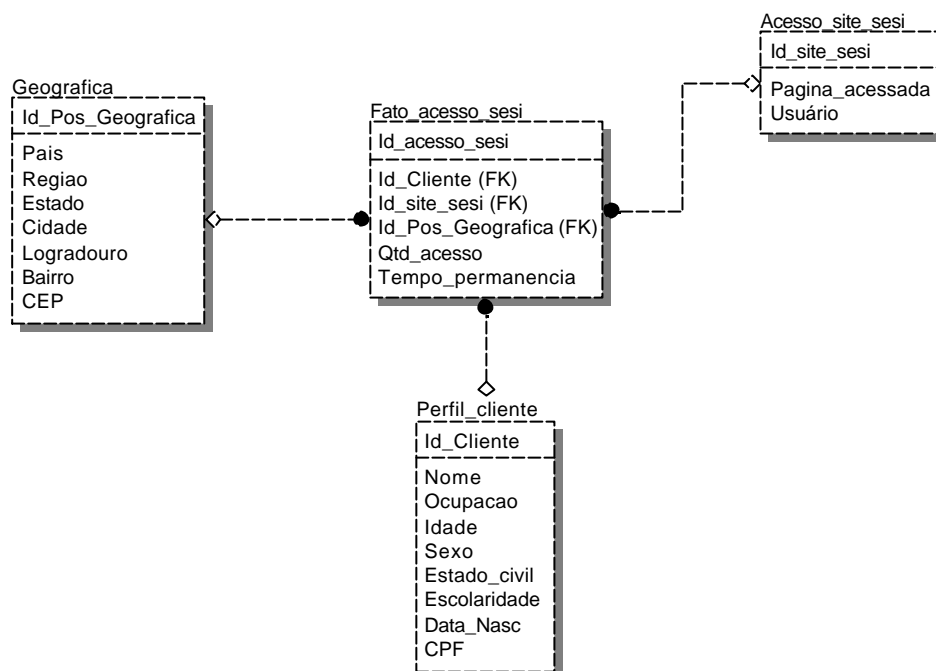 Acesso_site_sesi
Id_site_sesi
Pagina_acessada
Usuário
Geografica
Id_Pos_Geografica
Pais
Regiao
Estado
Cidade
Logradouro
Bairro
CEP
Fato_acesso_sesi
Id_acesso_sesi
Id_Cliente (FK)
Id_site_sesi (FK)
Id_Pos_Geografica (FK)
Qtd_acesso
Tempo_permanencia
Perfil_cliente
Id_Cliente
Nome
Ocupacao
Idade
Sexo
Estado_civil
Escolaridade
Data_Nasc
CPF